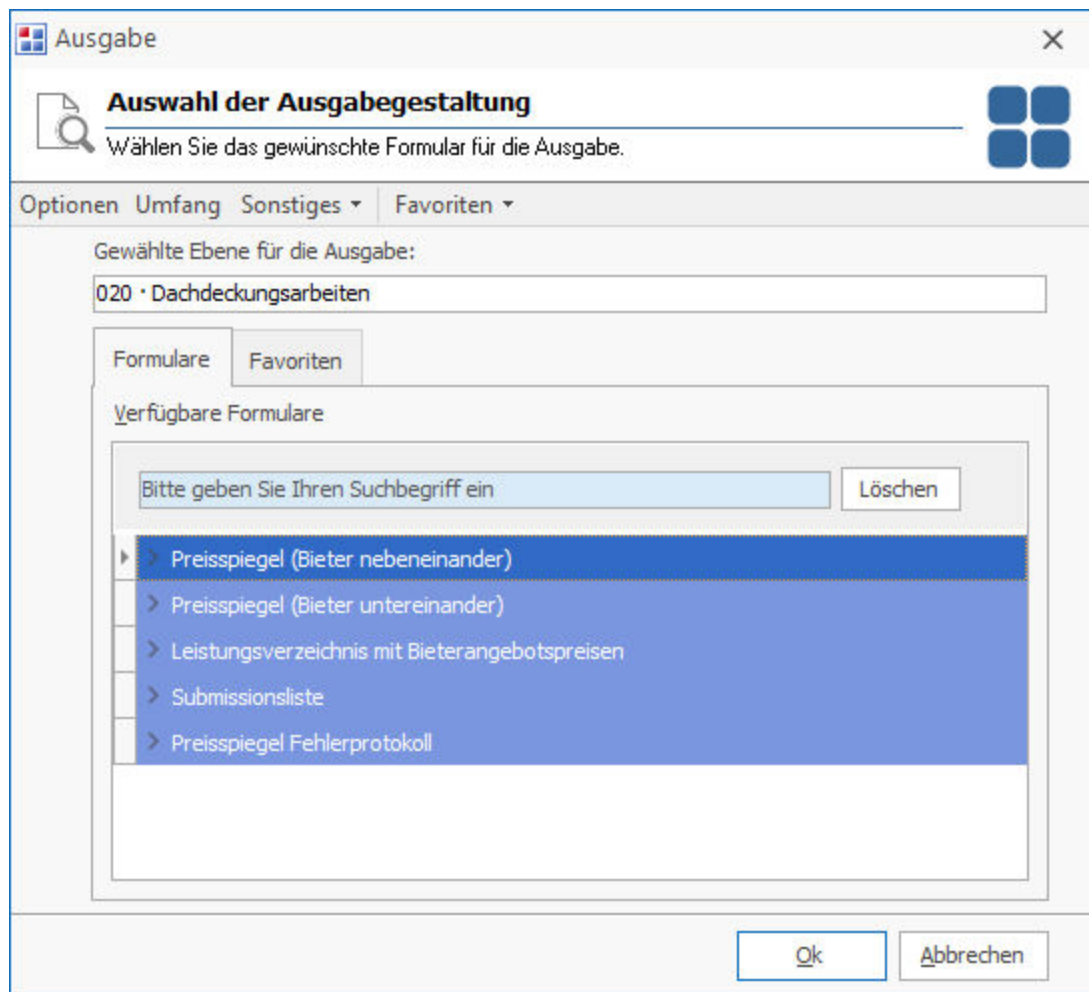 Ausgabe
Auswahl der Ausgabegestaltung
Wählen Sie das gewünschte Formular für die Ausgabe.
Optionen Umfang Sonstiges Favoriten
Gewählte Ebene für die Ausgabe:
020 · Dachdeckungsarbeiten
Formulare Favoriten
Verfügbare Formulare
Bitte geben Sie Ihren Suchbegriff ein Löschen
Preisspiegel (Bieter nebeneinander)
Preisspiegel (Bieter untereinander)
Leistungsverzeichnis mit Bieterangebotspreisen
Submissionsliste
Preisspiegel Fehlerprotokoll
Ok Abbrechen